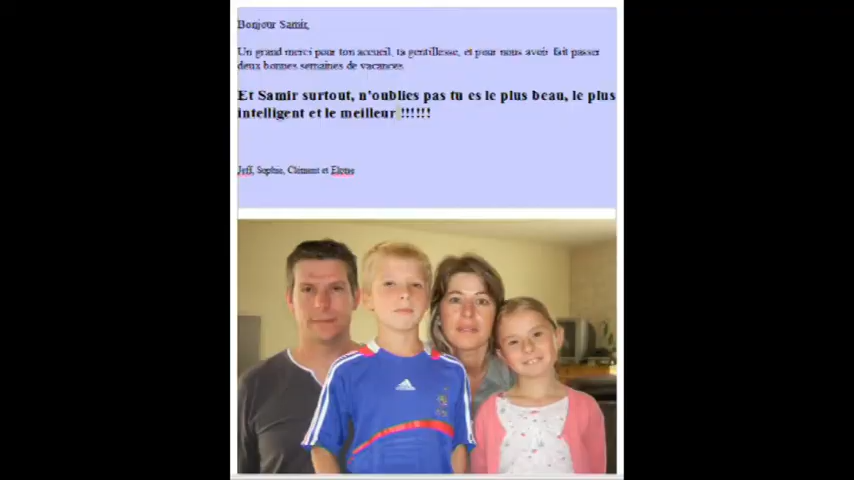 Bonjour Samir,
Un grand merci pour ton accueil, ta gentillesse, et pour nous avoir fait passer
deux bonnes semaines de vacances.
Et Samir surtout, n'oublies pas tu es le plus beau, le plus
intelligent et le meilleur !!!!!!
Jeff, Sophie, Clément et Eloise